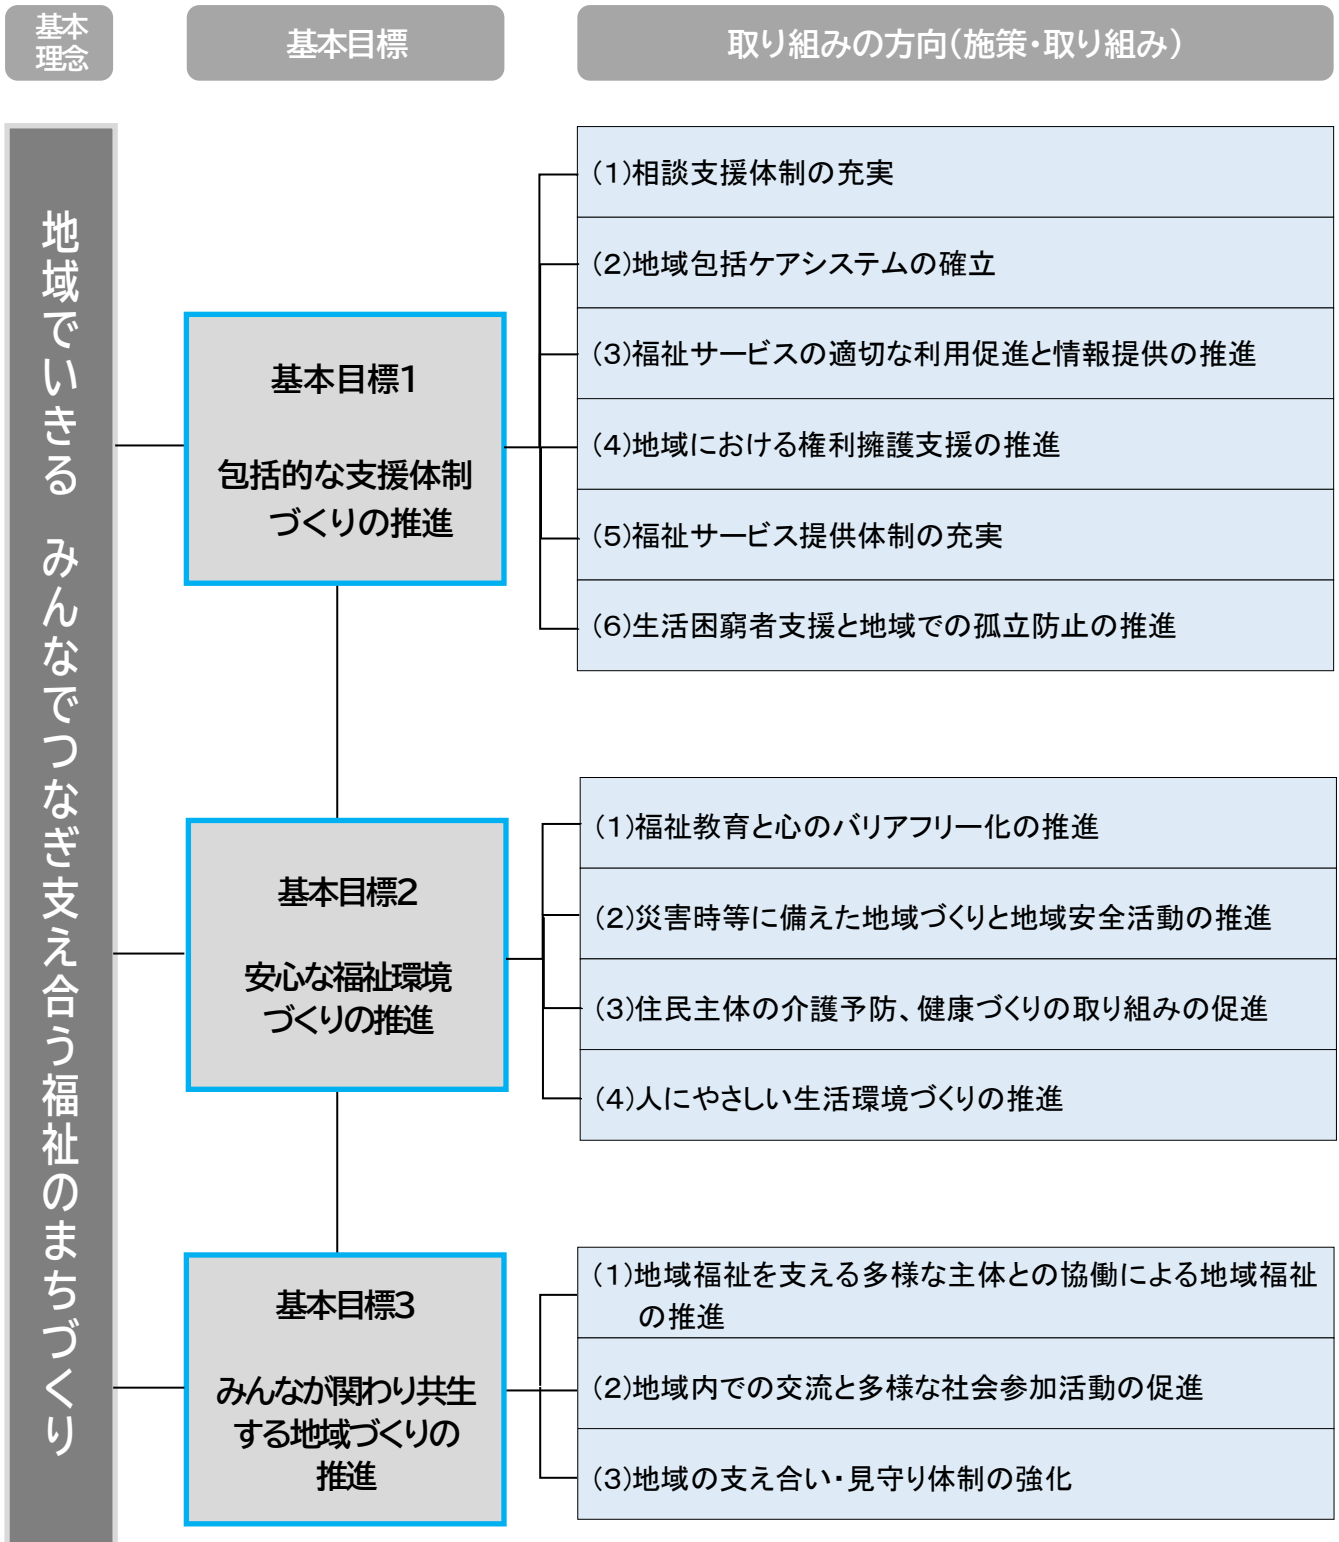 基本
理念
基本目標
取り組みの方向(施策・取り組み)
地域でいきる　みんなでつなぎ支え合う福祉のまちづくり
基本目標1
包括的な支援体制
づくりの推進
(1)相談支援体制の充実
(2)地域包括ケアシステムの確立
(3)福祉サービスの適切な利用促進と情報提供の推進
(4)地域における権利擁護支援の推進
(5)福祉サービス提供体制の充実
(6)生活困窮者支援と地域での孤立防止の推進
基本目標2
安心な福祉環境
づくりの推進
(1)福祉教育と心のバリアフリー化の推進
(2)災害時等に備えた地域づくりと地域安全活動の推進
(3)住民主体の介護予防、健康づくりの取り組みの促進
(4)人にやさしい生活環境づくりの推進
基本目標3
みんなが関わり共生
する地域づくりの
推進
(1)地域福祉を支える多様な主体との協働による地域福祉
の推進
(2)地域内での交流と多様な社会参加活動の促進
(3)地域の支え合い・見守り体制の強化